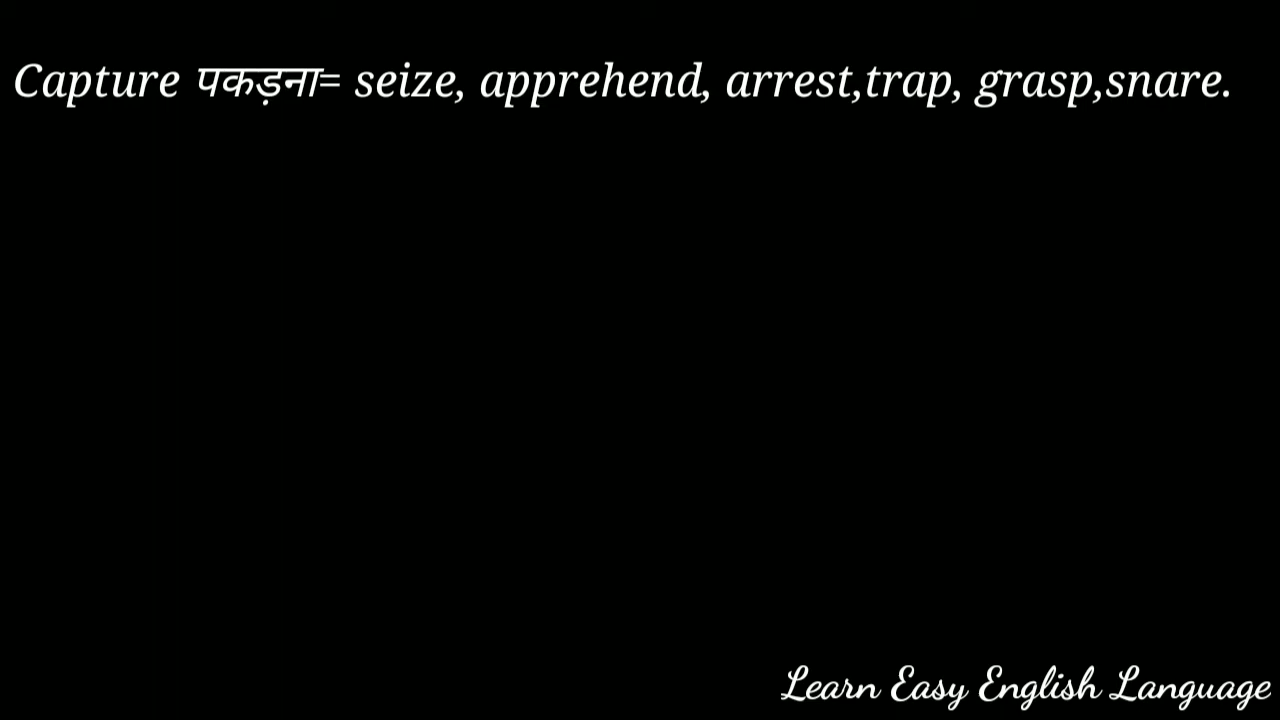 Capture पकड़ना= seize, apprehend, arrest,trap, grasp,snare.
Learn Easy English Language